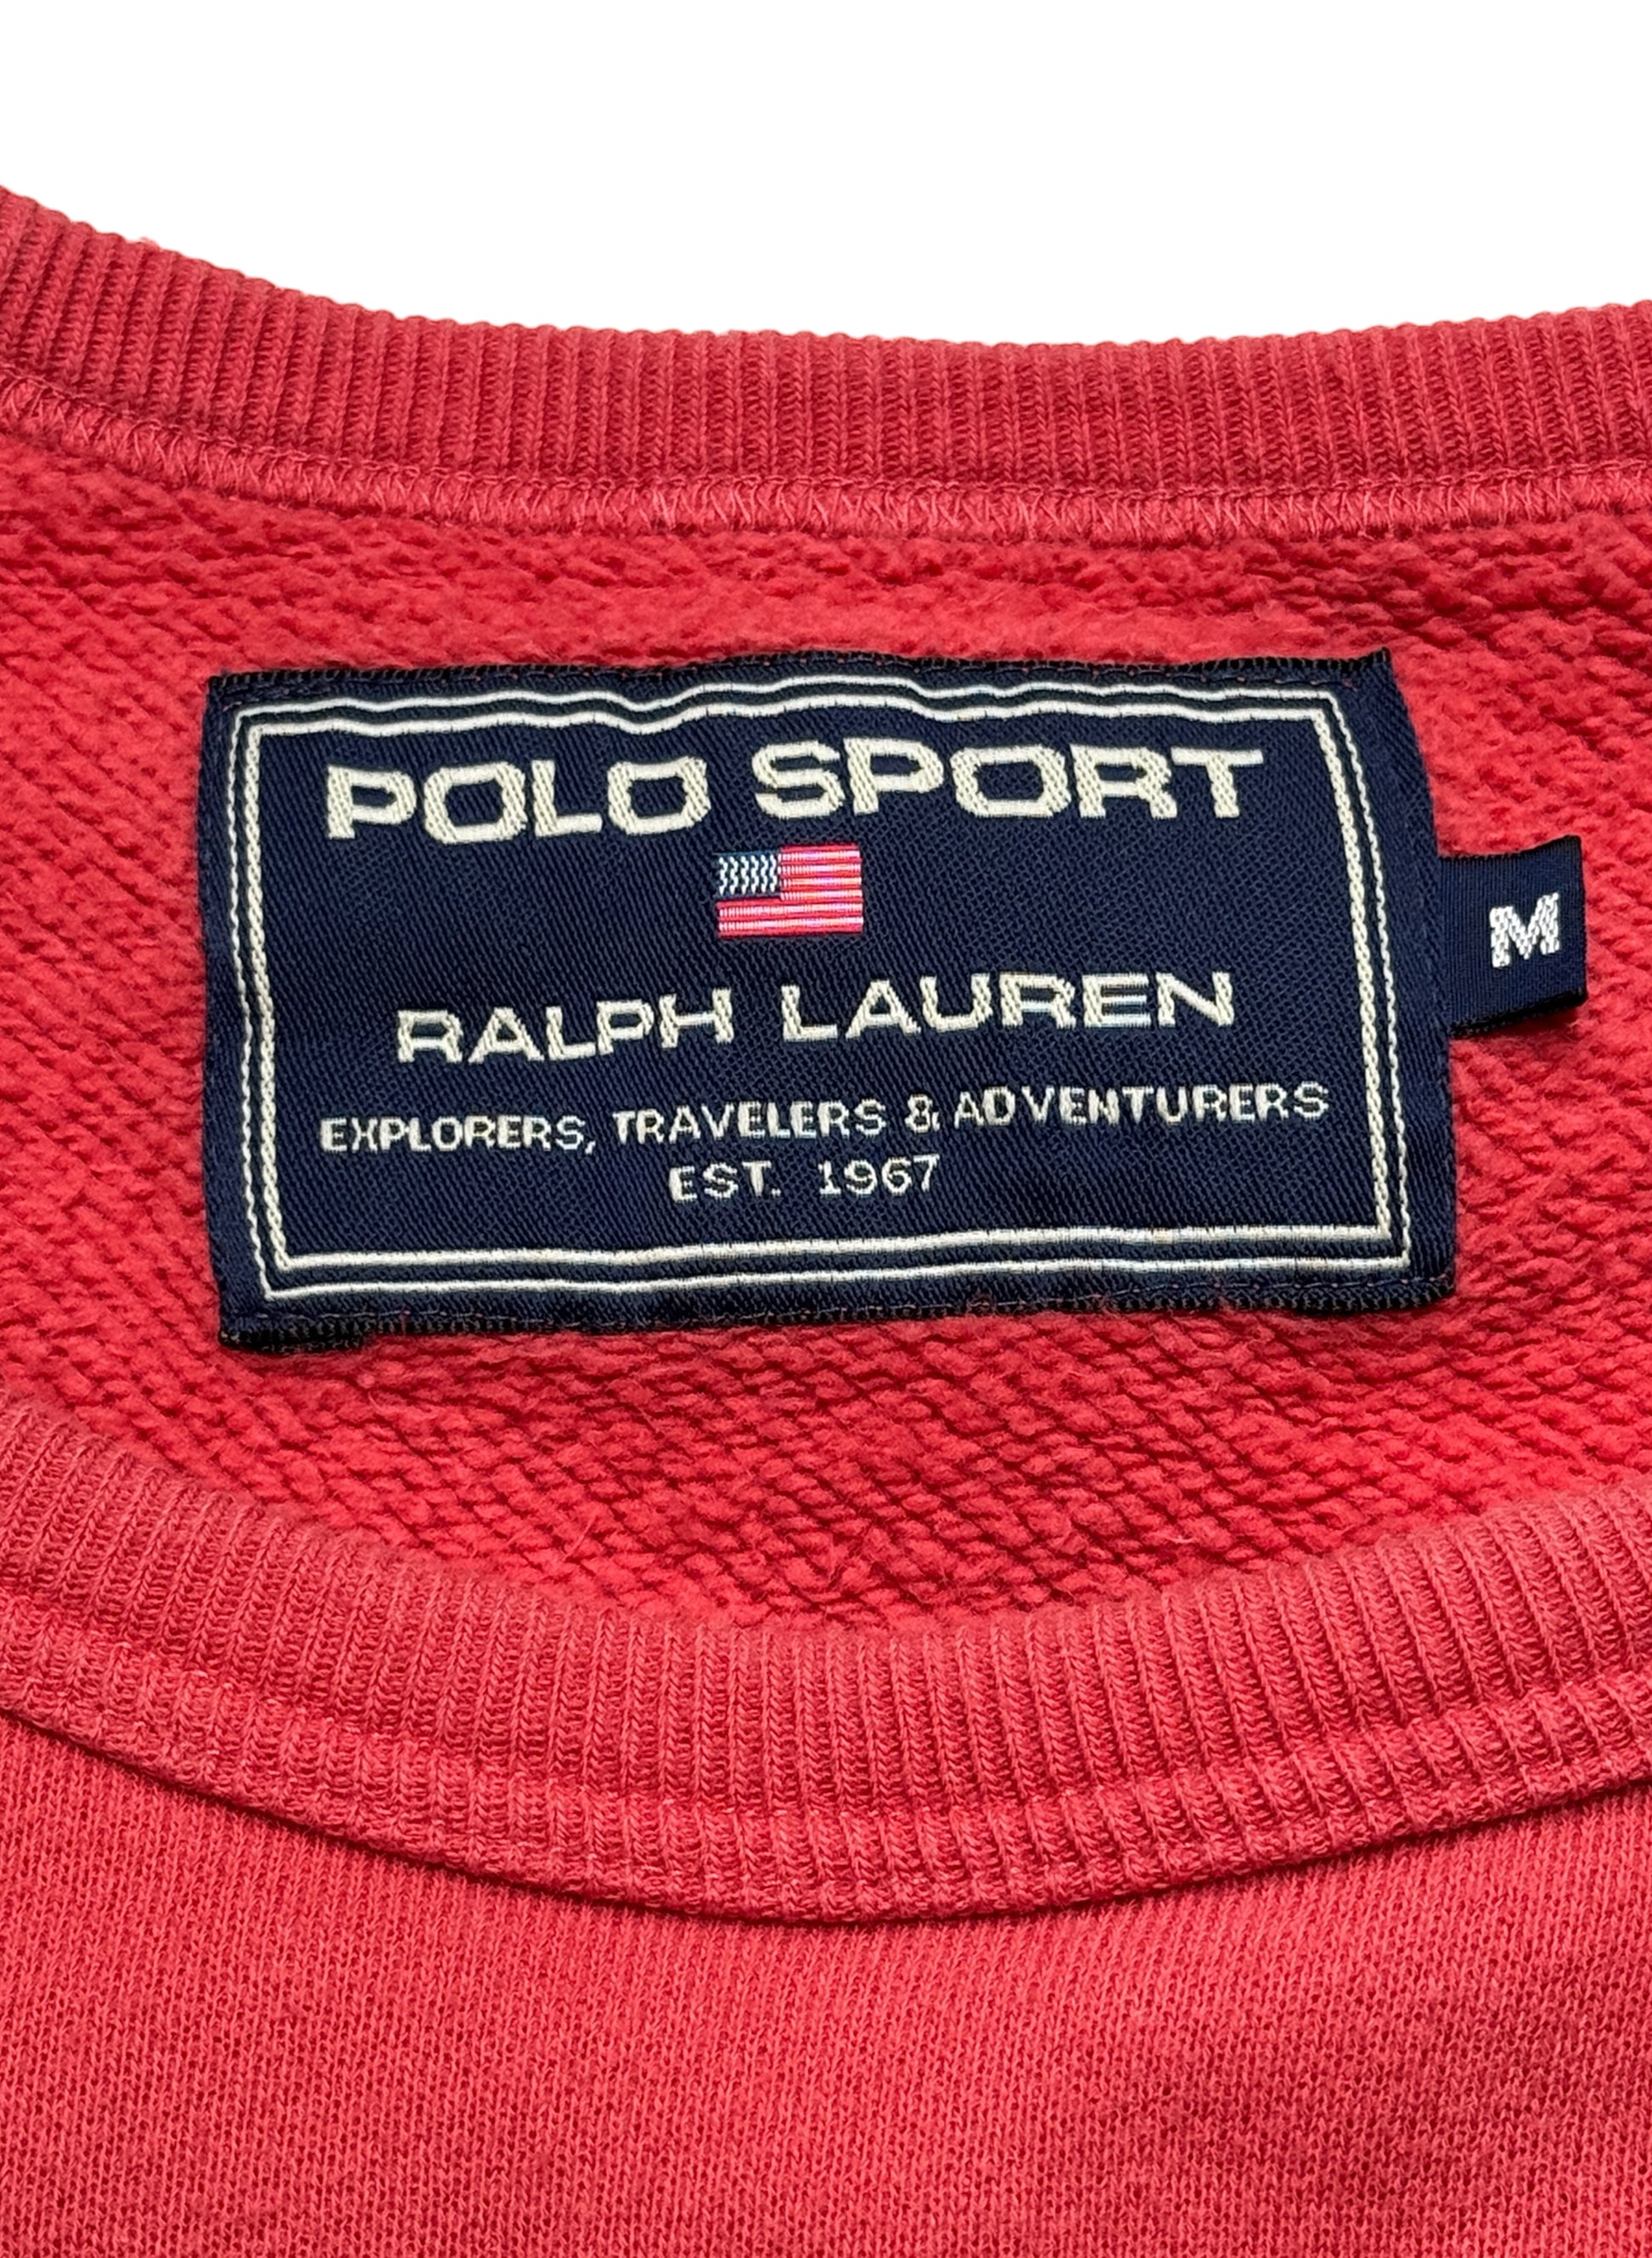 POLO SPORT
RALPH LAUREN
EXPLORERS, TRAVELERS & ADVENTURERS
EST. 1967
M